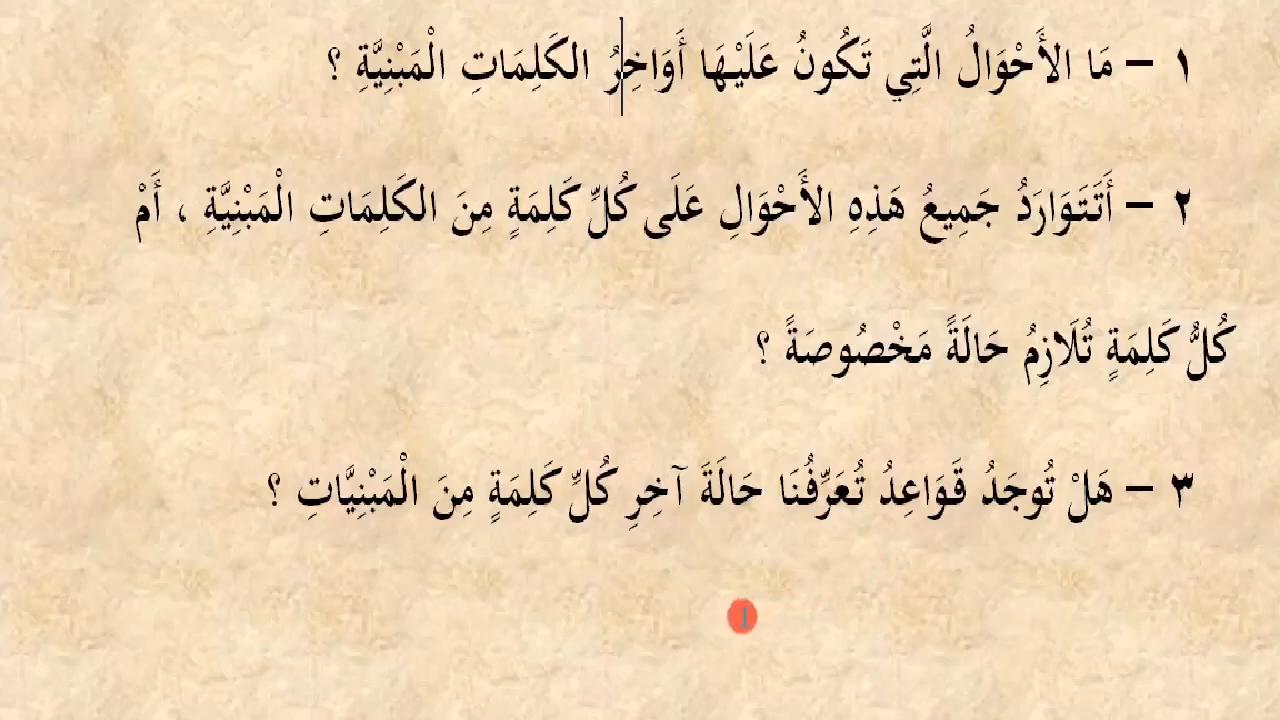 ١ – مَا الأَحْوَالُ الَّتِي تَكُونُ عَلَيْهَا أَوَاخِرُ الكَلِمَاتِ الْمَبْنِيَّةِ ؟
٢ – أَتَتَوَارَدُ جَمِيعُ هَذِهِ الأَحْوَالِ عَلَى كُلِّ كَلِمَةٍ مِنَ الكَلِمَاتِ الْمَبْنِيَّةِ ، أَمْ
كُلُّ كَلِمَةٍ تُلَازِمُ حَالَةً مَخْصُوصَةً ؟
٣ – هَلْ تُوجَدُ قَوَاعِدُ تُعَرِّفُنَا حَالَةَ آخِرِ كُلِّ كَلِمَةٍ مِنَ الْمَبْنِيَّاتِ ؟